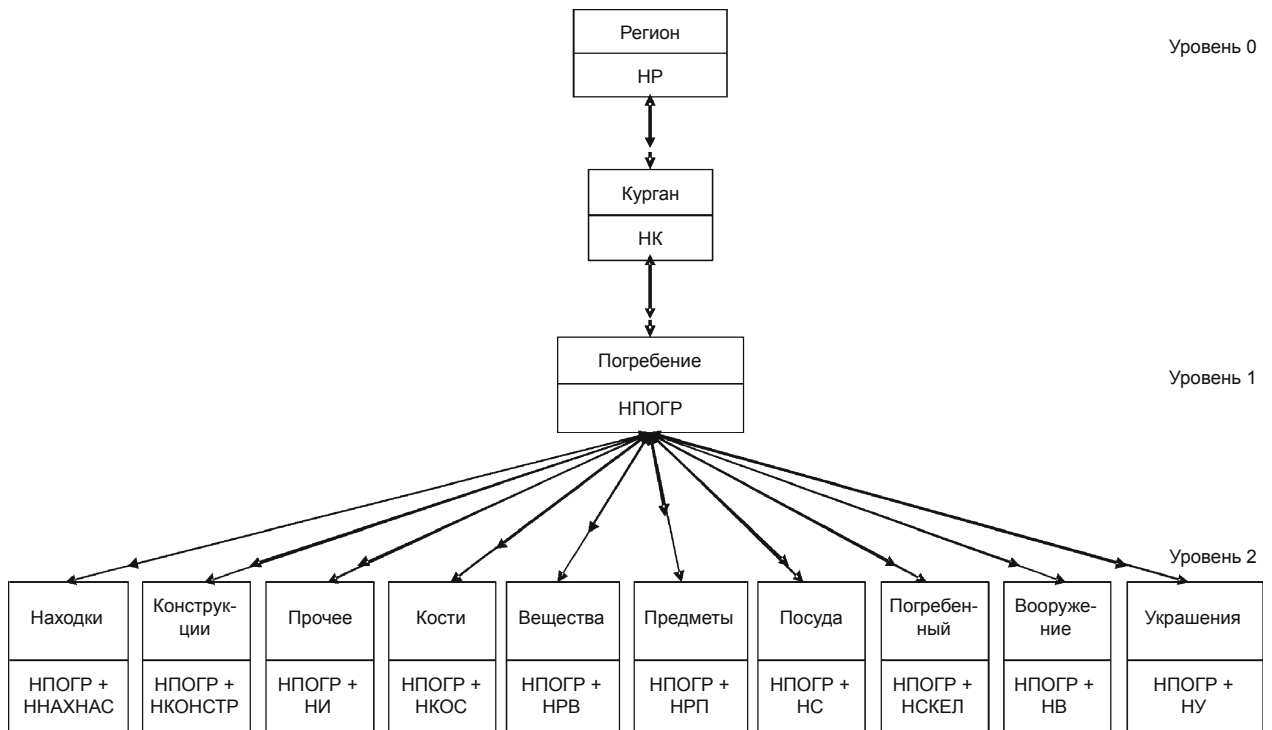 Регион
Уровень 0
НР
Курган
НК
Погребение
Уровень 1
НПОГР
Уровень 2
Находки
Конструк-
ции
Прочее
Кости
Вещества
Предметы
Посуда
Погребен-
ный
Вооруже-
ние
Украшения
НПОГР +
ННАХНАС
НПОГР +
НКОНСТР
НПОГР +
НИ
НПОГР +
НКОС
НПОГР +
НРВ
НПОГР +
НРП
НПОГР +
НС
НПОГР +
НСКЕЛ
НПОГР +
НВ
НПОГР +
НУ